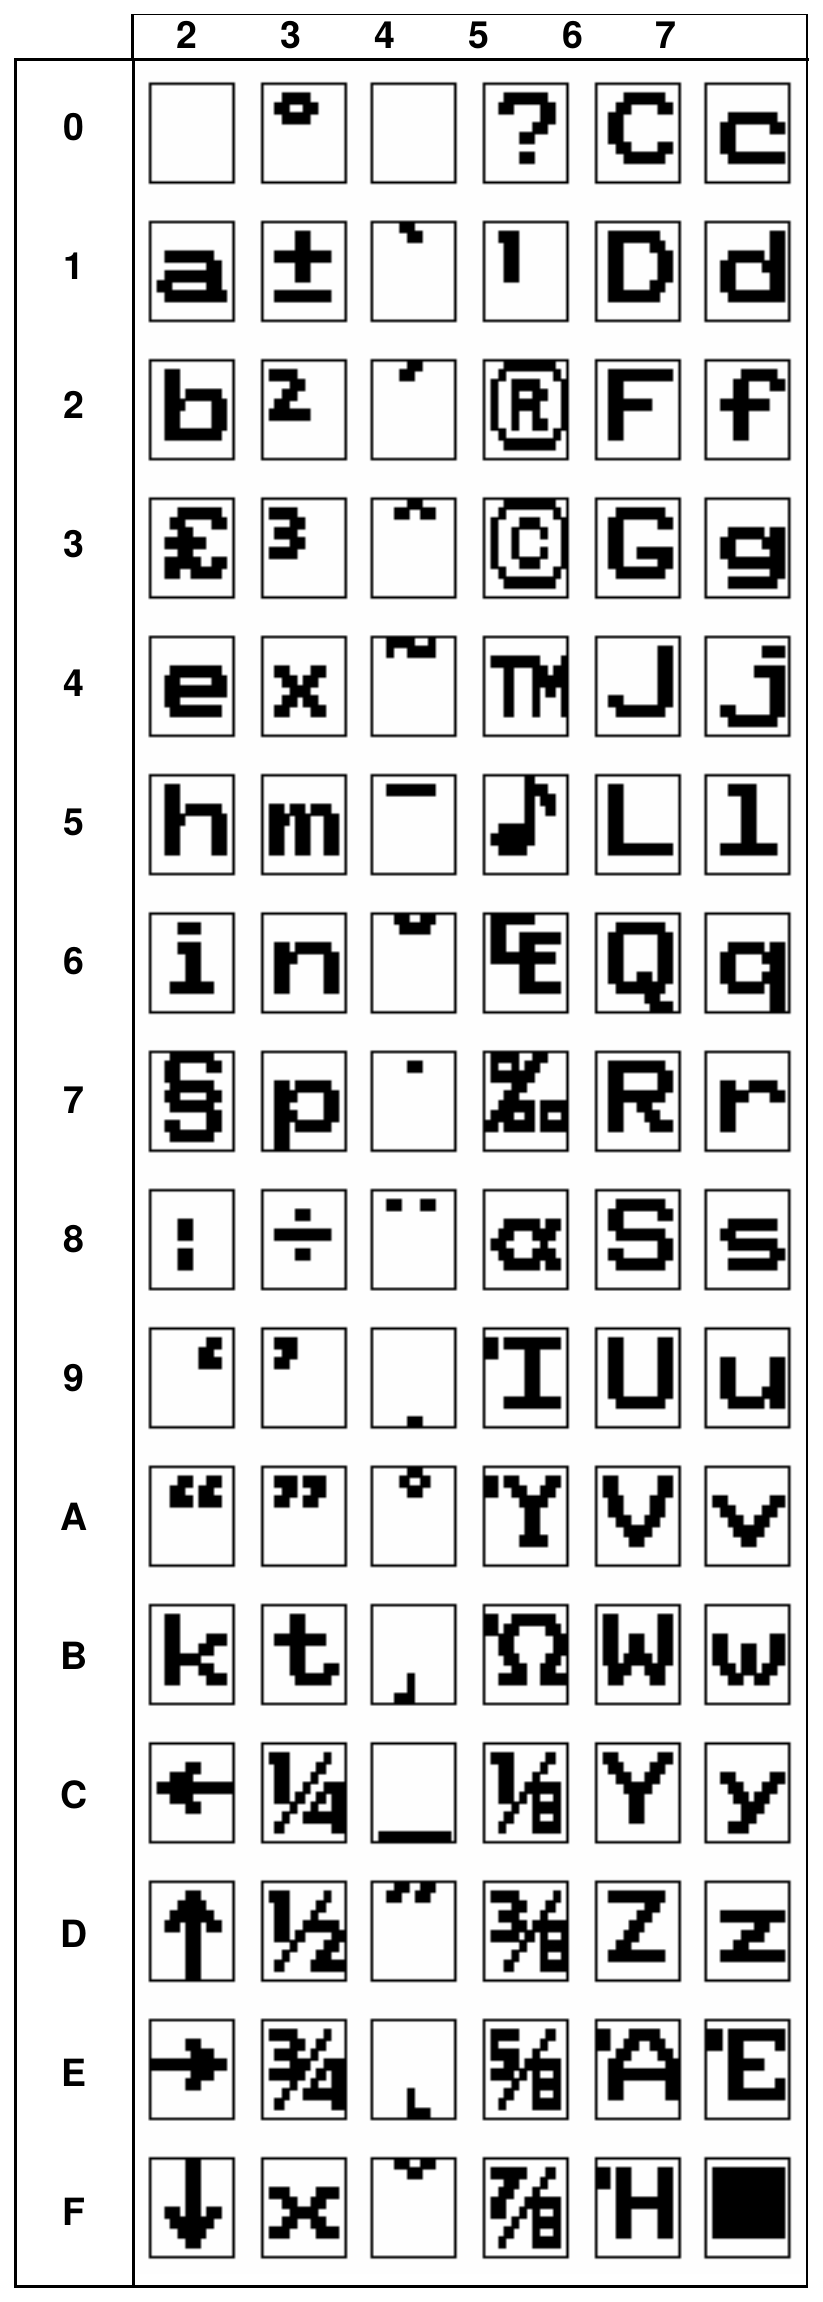 2 3 4 5 6 7
0 ° ? C c
1 a ± ˋ ı D d
2 b ² ˊ ® F f
3 £ ³ ˆ © G g
4 e x ˜ ™ J j
5 h m ¯ ♪ L l
6 i n ˘ ₠ Q q
7 § p ˙ ‰ R r
8 : ÷ ¨ α S s
9 ‘ ’ . Ί U u
A “ ” ˚ Ύ V v
B k t ¸ Ώ W w
C ← ¼ _ ⅛ Y y
D ↑ ½ ˝ ⅜ Z z
E → ¾ ˛ ⅝ Ά Έ
F ↓ x ˇ ⅞ Ή ■